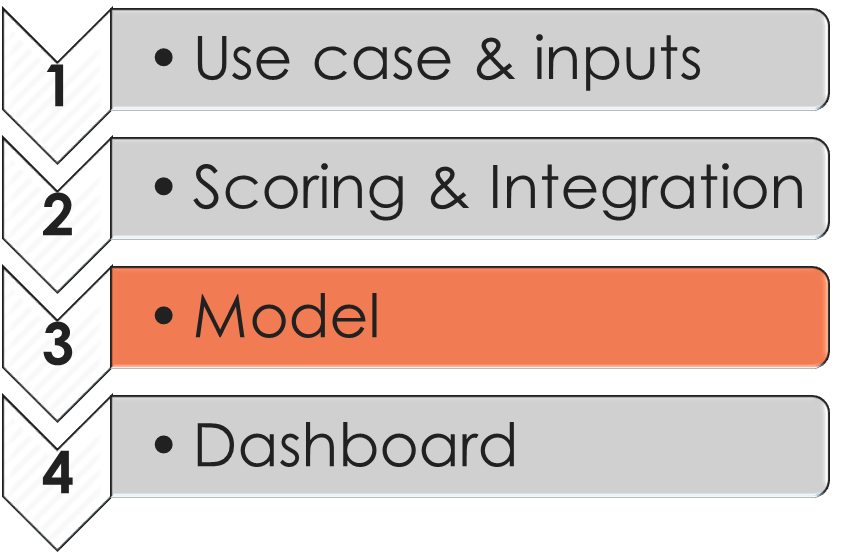 1 • Use case & inputs
2 • Scoring & Integration
3 • Model
4 • Dashboard